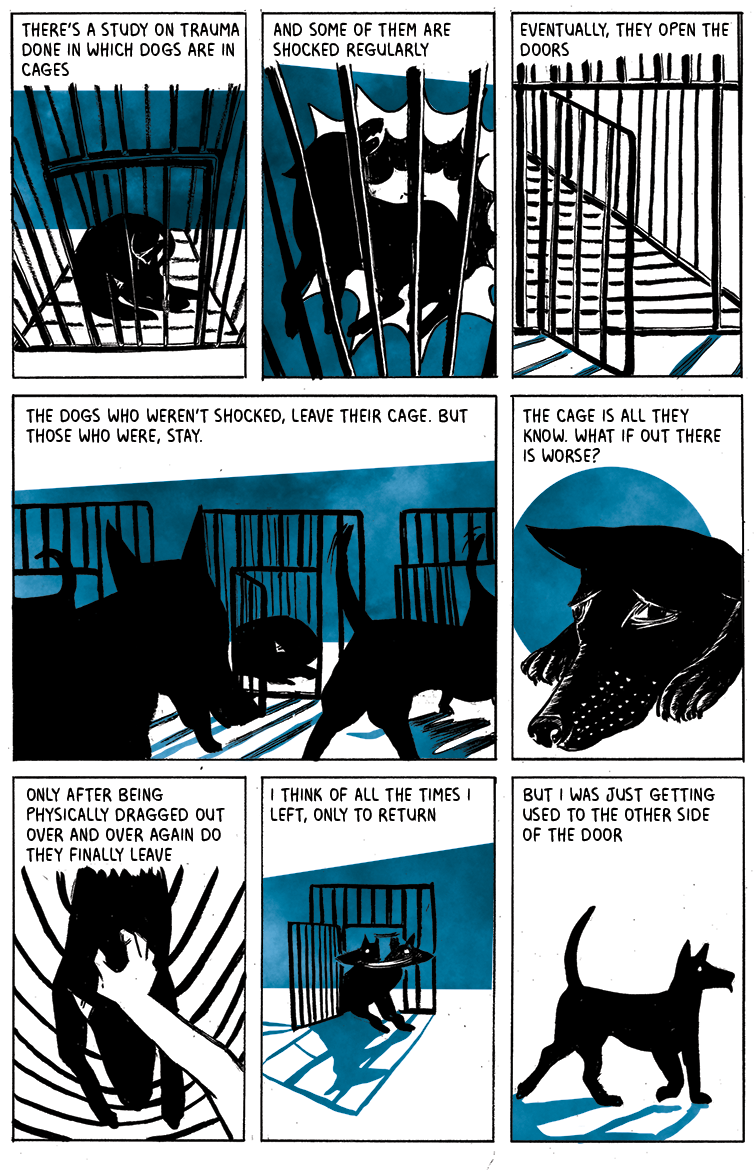 THERE'S A STUDY ON TRAUMA
DONE IN WHICH DOGS ARE IN
CAGES
AND SOME OF THEM ARE
SHOCKED REGULARLY
EVENTUALLY, THEY OPEN THE
DOORS
THE DOGS WHO WEREN'T SHOCKED, LEAVE THEIR CAGE. BUT
THOSE WHO WERE, STAY.
THE CAGE IS ALL THEY
KNOW. WHAT IF OUT THERE
IS WORSE?
ONLY AFTER BEING
PHYSICALLY DRAGGED OUT
OVER AND OVER AGAIN DO
THEY FINALLY LEAVE
I THINK OF ALL THE TIMES I
LEFT, ONLY TO RETURN
BUT I WAS JUST GETTING
USED TO THE OTHER SIDE
OF THE DOOR